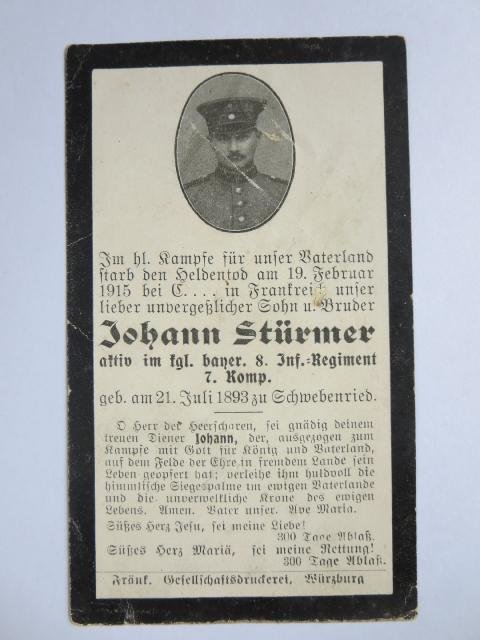 Im hl. Kampfe für unser Vaterland
starb den Heldentod am 19. Februar
1915 bei C.... in Frankreich unser
lieber unvergeßlicher Sohn u. Bruder
Johann Stürmer
aktiv im kgl. bayer. 8. Inf.-Regiment
7. Komp.
geb. am 21. Juli 1893 zu Schwebenried.
O Herr der Heerscharen, sei gnädig deinem
treuen Diener Johann, der, ausgezogen zum
Kampfe mit Gott für König und Vaterland,
auf dem Felde der Ehre in fremdem Lande sein
Leben geopfert hat; verleihe ihm huldvoll die
himmlische Siegespalme im ewigen Vaterlande
und die unverwelkliche Krone des ewigen
Lebens. Amen. Vater unser. Ave Maria.
Süßes Herz Jesu, sei meine Liebe!
300 Tage Ablaß.
Süßes Herz Mariä, sei meine Rettung!
300 Tage Ablaß.
Fränk. Gesellschaftsdruckerei, Würzburg